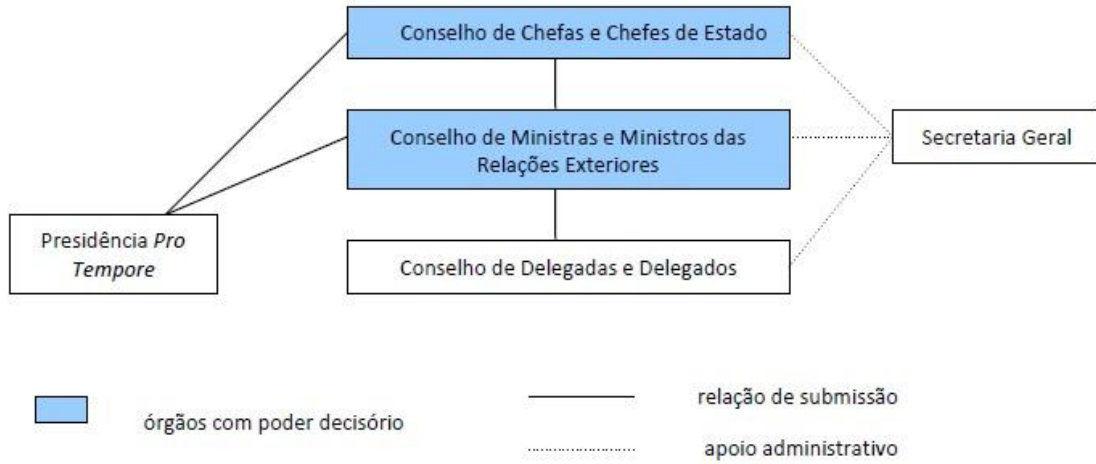 Conselho de Chefas e Chefes de Estado
Conselho de Ministras e Ministros das
Relações Exteriores
Secretaria Geral
Presidência Pro
Tempore
Conselho de Delegadas e Delegados
órgãos com poder decisório
relação de submissão
apoio administrativo